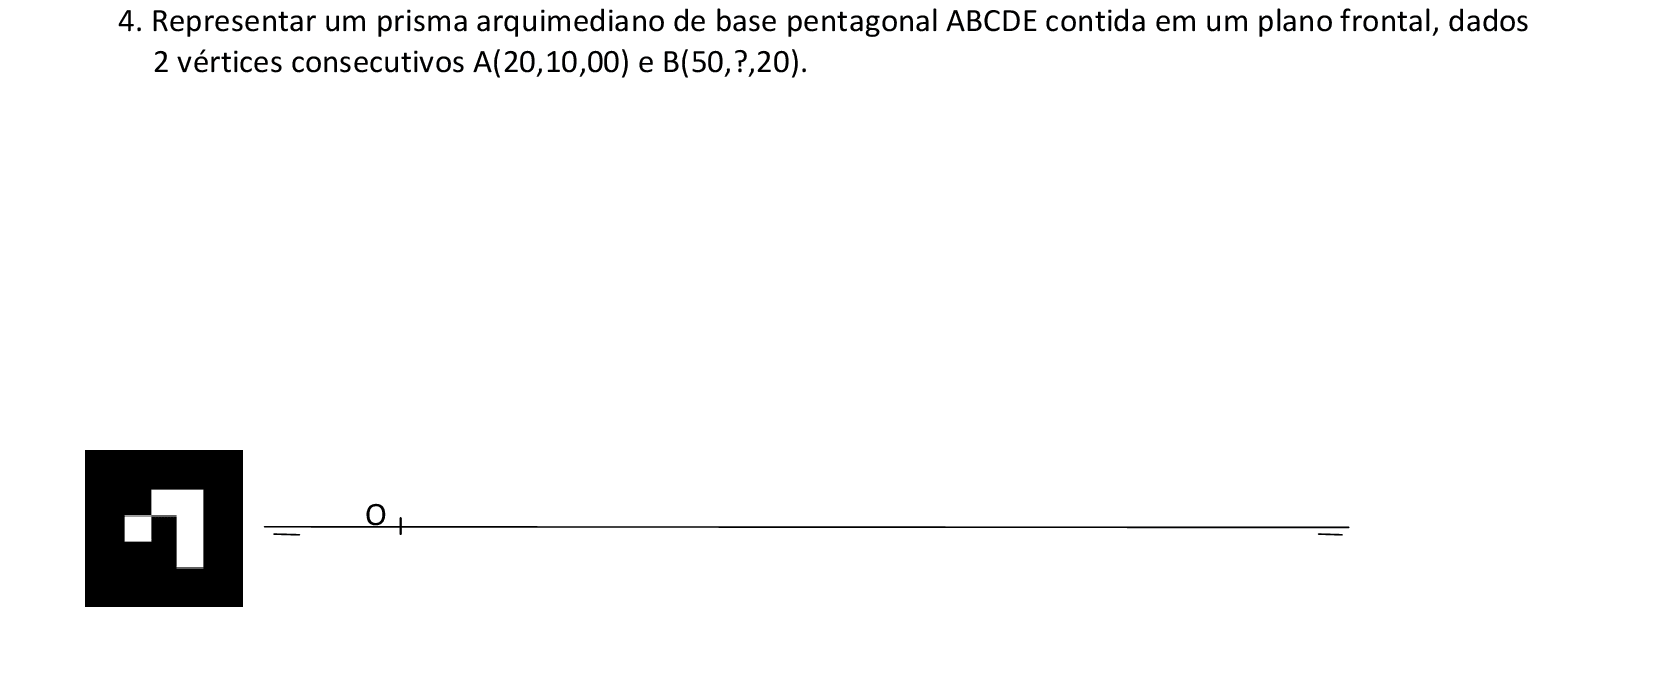 4. Representar um prisma arquimediano de base pentagonal ABCDE contida em um plano frontal, dados
2 vértices consecutivos A(20,10,00) e B(50,?,20).
O